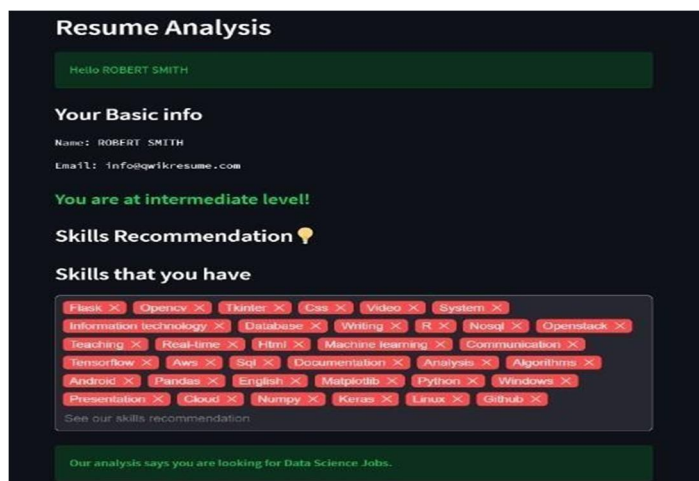 Resume Analysis
Hello ROBERT SMITH
Your Basic info
Name: ROBERT SMITH
Email: info@qwikresume.com
You are at intermediate level!
Skills Recommendation💡
Skills that you have
Flask × Opencv × Tkinter × Css × Video × System ×
Information technology × Database × Writing × R × Nosql × Openstack ×
Teaching × Real-time × Html × Machine learning × Communication ×
Tensorflow × Aws × Sql × Documentation × Analysis × Algorithms ×
Android × Pandas × English × Matplotlib × Python × Windows ×
Presentation × Cloud × Numpy × Keras × Linux × Github ×
See our skills recommendation
Our analysis says you are looking for Data Science Jobs.